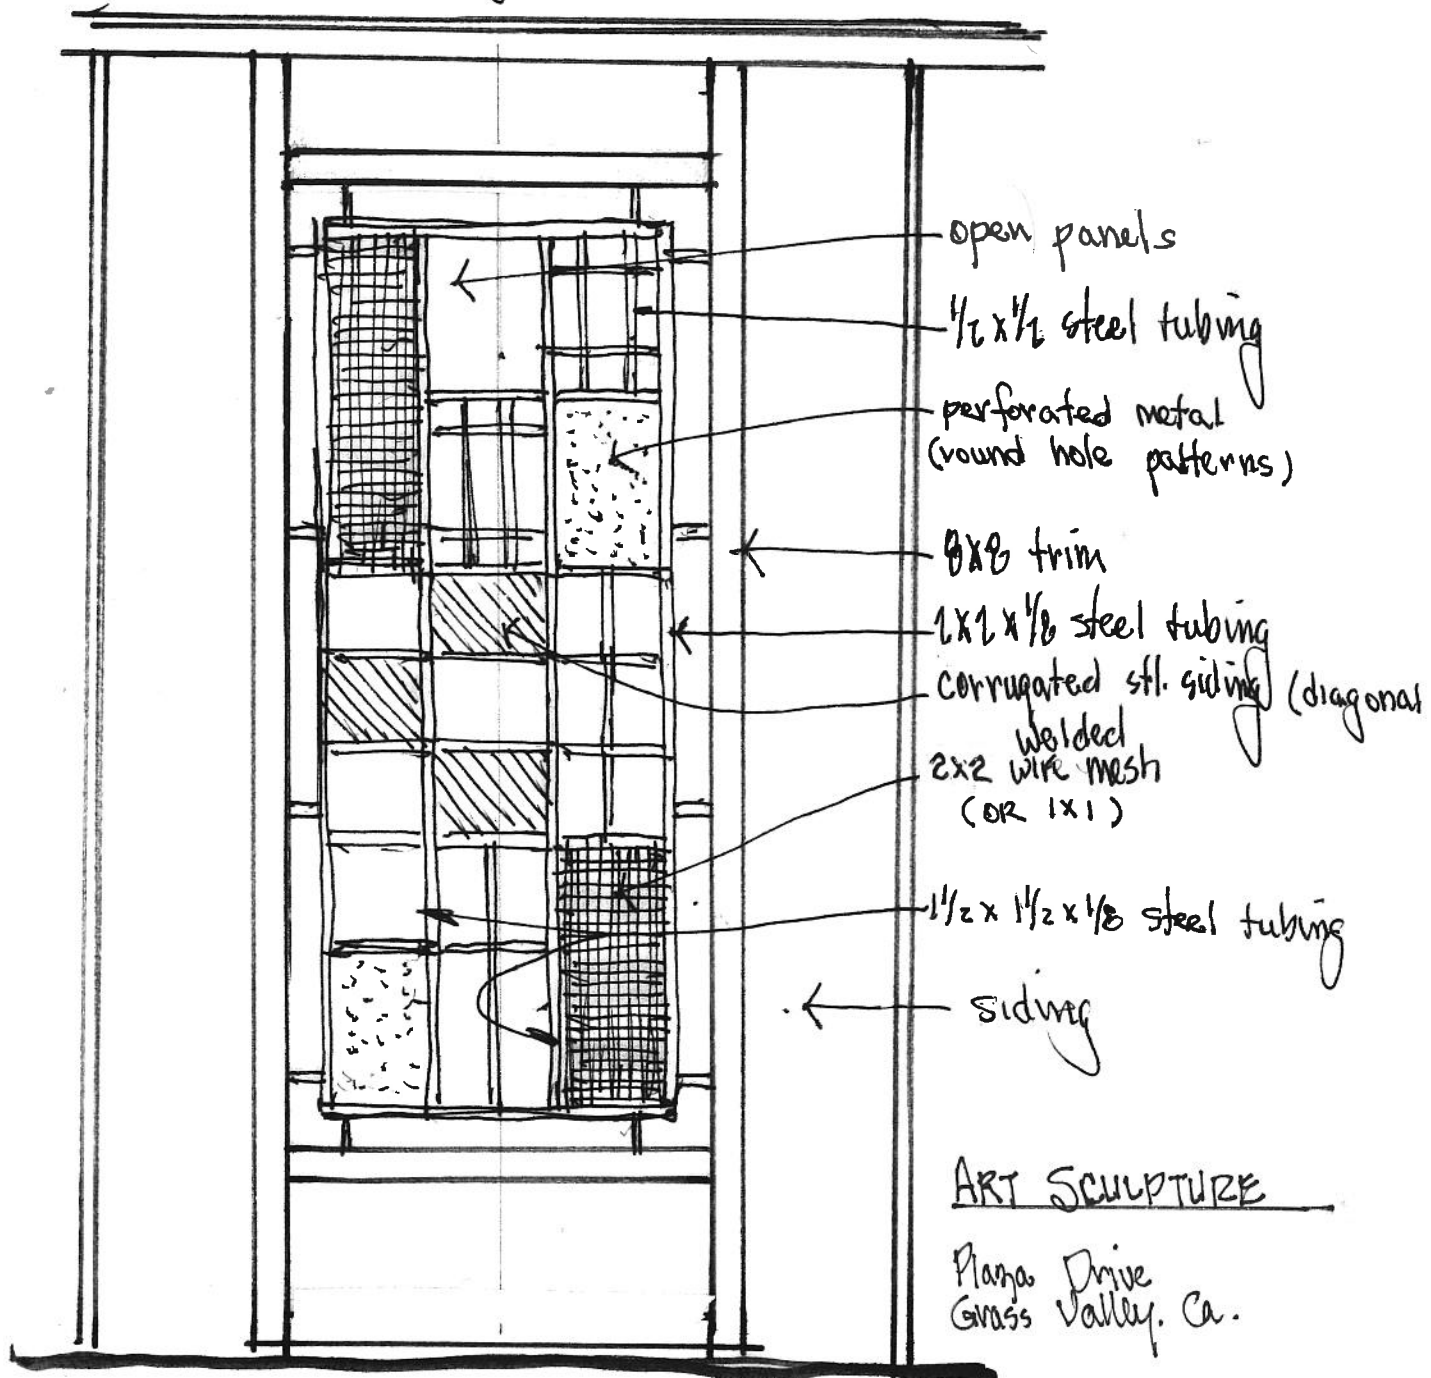 open panels
1/2 x 1/2 steel tubing
perforated metal
(round hole patterns)
8x8 trim
2x2 x 1/8 steel tubing
corrugated stl. siding (diagonal
welded
2x2 wire mesh
(OR 1x1)
1 1/2 x 1 1/2 x 1/8 steel tubing
siding
ART SCULPTURE
Plaza Drive
Grass Valley. Ca.